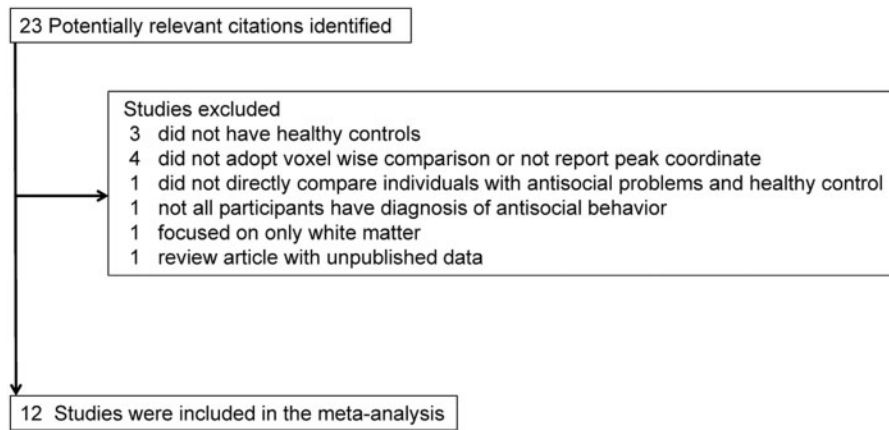 23 Potentially relevant citations identified
Studies excluded
3 did not have healthy controls
4 did not adopt voxel wise comparison or not report peak coordinate
1 did not directly compare individuals with antisocial problems and healthy control
1 not all participants have diagnosis of antisocial behavior
1 focused on only white matter
1 review article with unpublished data
12 Studies were included in the meta-analysis